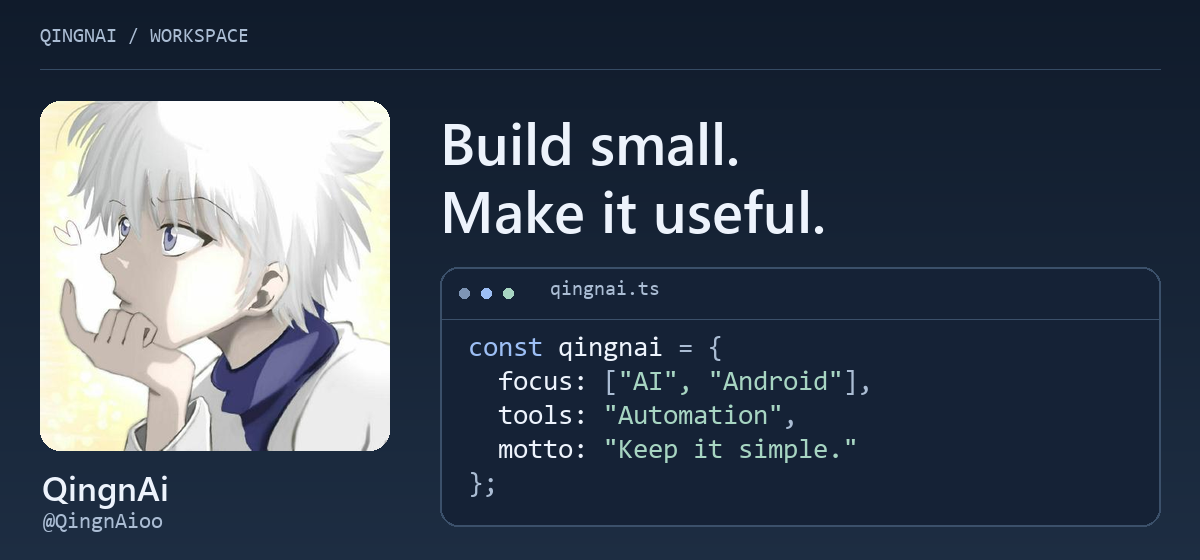 QINGNAI / WORKSPACE
Build small.
Make it useful.
qingnai.ts
const qingnai = {
  focus: ["AI", "Android"],
  tools: "Automation",
  motto: "Keep it simple."
};
QingnAi
@QingnAioo